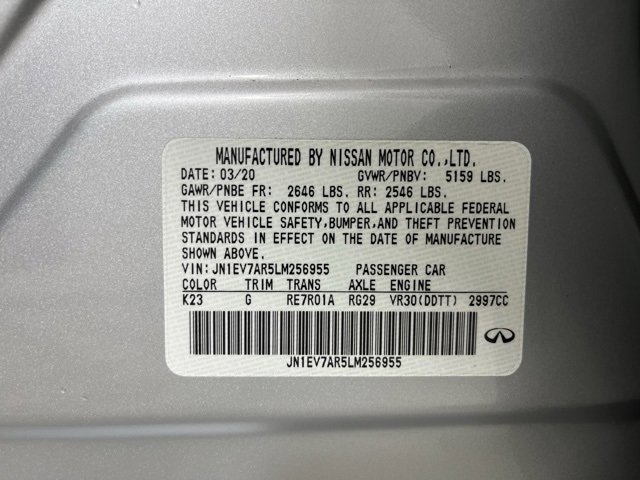 MANUFACTURED BY NISSAN MOTOR CO.,LTD.
DATE: 03/20 GVWR/PNBV: 5159 LBS.
GAWR/PNBE FR: 2646 LBS. RR: 2546 LBS.
THIS VEHICLE CONFORMS TO ALL APPLICABLE FEDERAL
MOTOR VEHICLE SAFETY,BUMPER,AND THEFT PREVENTION
STANDARDS IN EFFECT ON THE DATE OF MANUFACTURE
SHOWN ABOVE.
VIN: JN1EV7AR5LM256955 PASSENGER CAR
COLOR TRIM TRANS AXLE ENGINE
K23 G RE7R01A RG29 VR30(DDTT) 2997CC
JN1EV7AR5LM256955